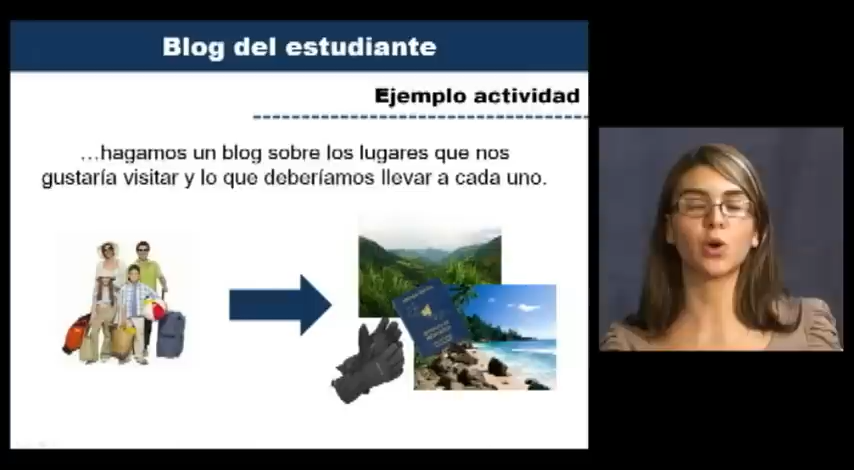 Blog del estudiante
Ejemplo actividad
...hagamos un blog sobre los lugares que nos
gustaría visitar y lo que deberíamos llevar a cada uno.